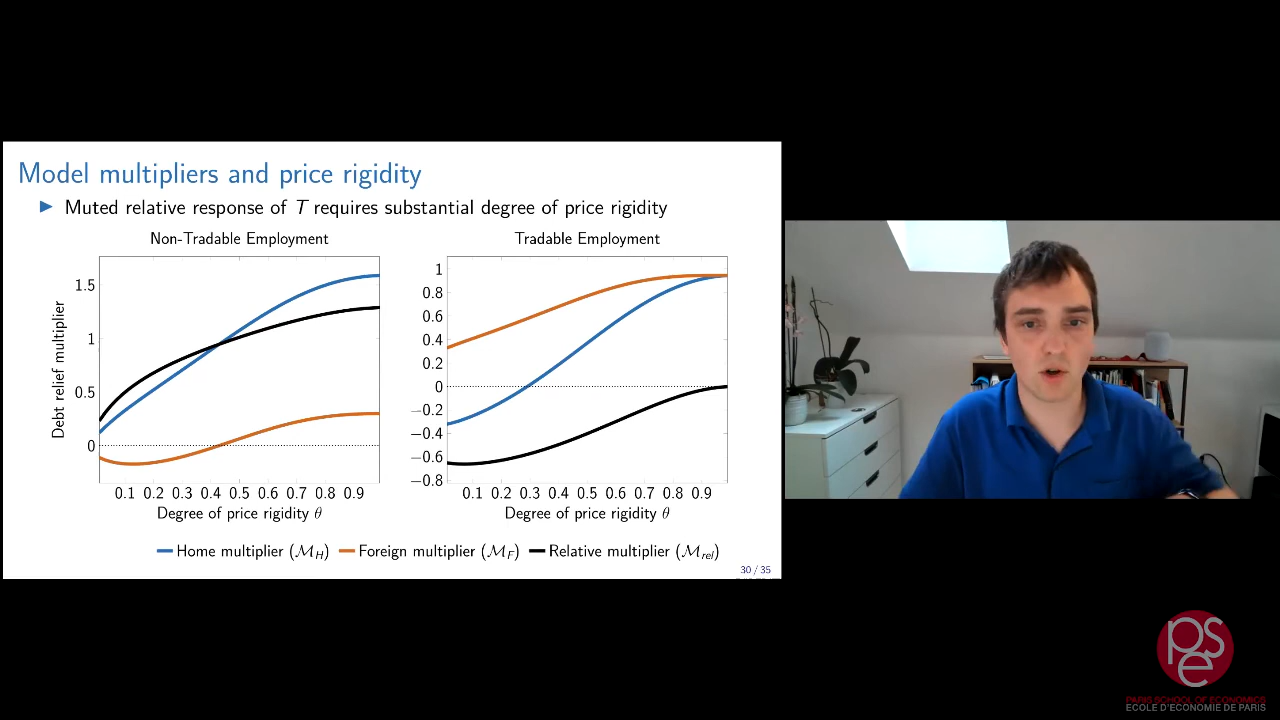 Model multipliers and price rigidity
Muted relative response of T requires substantial degree of price rigidity
Non-Tradable Employment
Debt relief multiplier
1.5
1
0.5
0
0.1 0.2 0.3 0.4 0.5 0.6 0.7 0.8 0.9
Degree of price rigidity θ
Tradable Employment
1
0.8
0.6
0.4
0.2
0
−0.2
−0.4
−0.6
−0.8
0.1 0.2 0.3 0.4 0.5 0.6 0.7 0.8 0.9
Degree of price rigidity θ
Home multiplier (M_H) Foreign multiplier (M_F) Relative multiplier (M_rel)
30 / 35
pse
PARIS SCHOOL OF ECONOMICS
ECOLE D'ECONOMIE DE PARIS